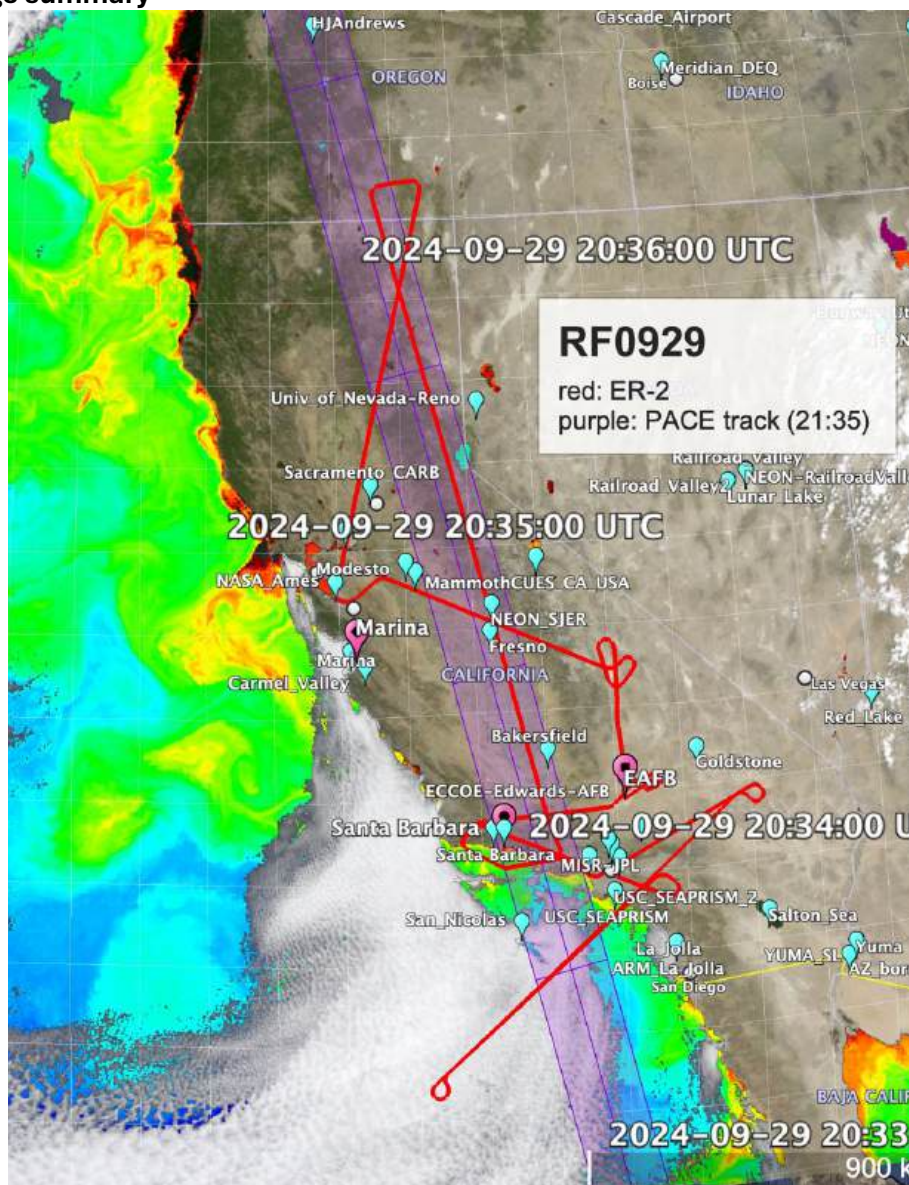 summary
HJAndrews
Cascade_Airport
Meridian_DEQ
Boise
OREGON
IDAHO
2024-09-29 20:36:00 UTC
RF0929
red: ER-2
purple: PACE track (21:35)
Univ_of_Nevada-Reno
Railroad_Valley
Sacramento_CARB
Railroad_Valley2
Lunar_Lake
2024-09-29 20:35:00 UTC
NASA_Ames
Modesto
MammothCUES_CA_USA
NEON_SJER
Marina
Fresno
Marina
Carmel_Valley
CALIFORNIA
Las Vegas
Red_Lake
Bakersfield
Goldstone
EAFB
ECCOE-Edwards-AFB
Santa Barbara
2024-09-29 20:34:00 U
Santa Barbara
MISR-JPL
USC_SEAPRISM_2
San_Nicolas
USC_SEAPRISM
Salton_Sea
La_Jolla
YUMA_SL
Yuma
ARM_La_Jolla
AZ_bor
San Diego
BAJA CALIF
2024-09-29 20:33
900 k